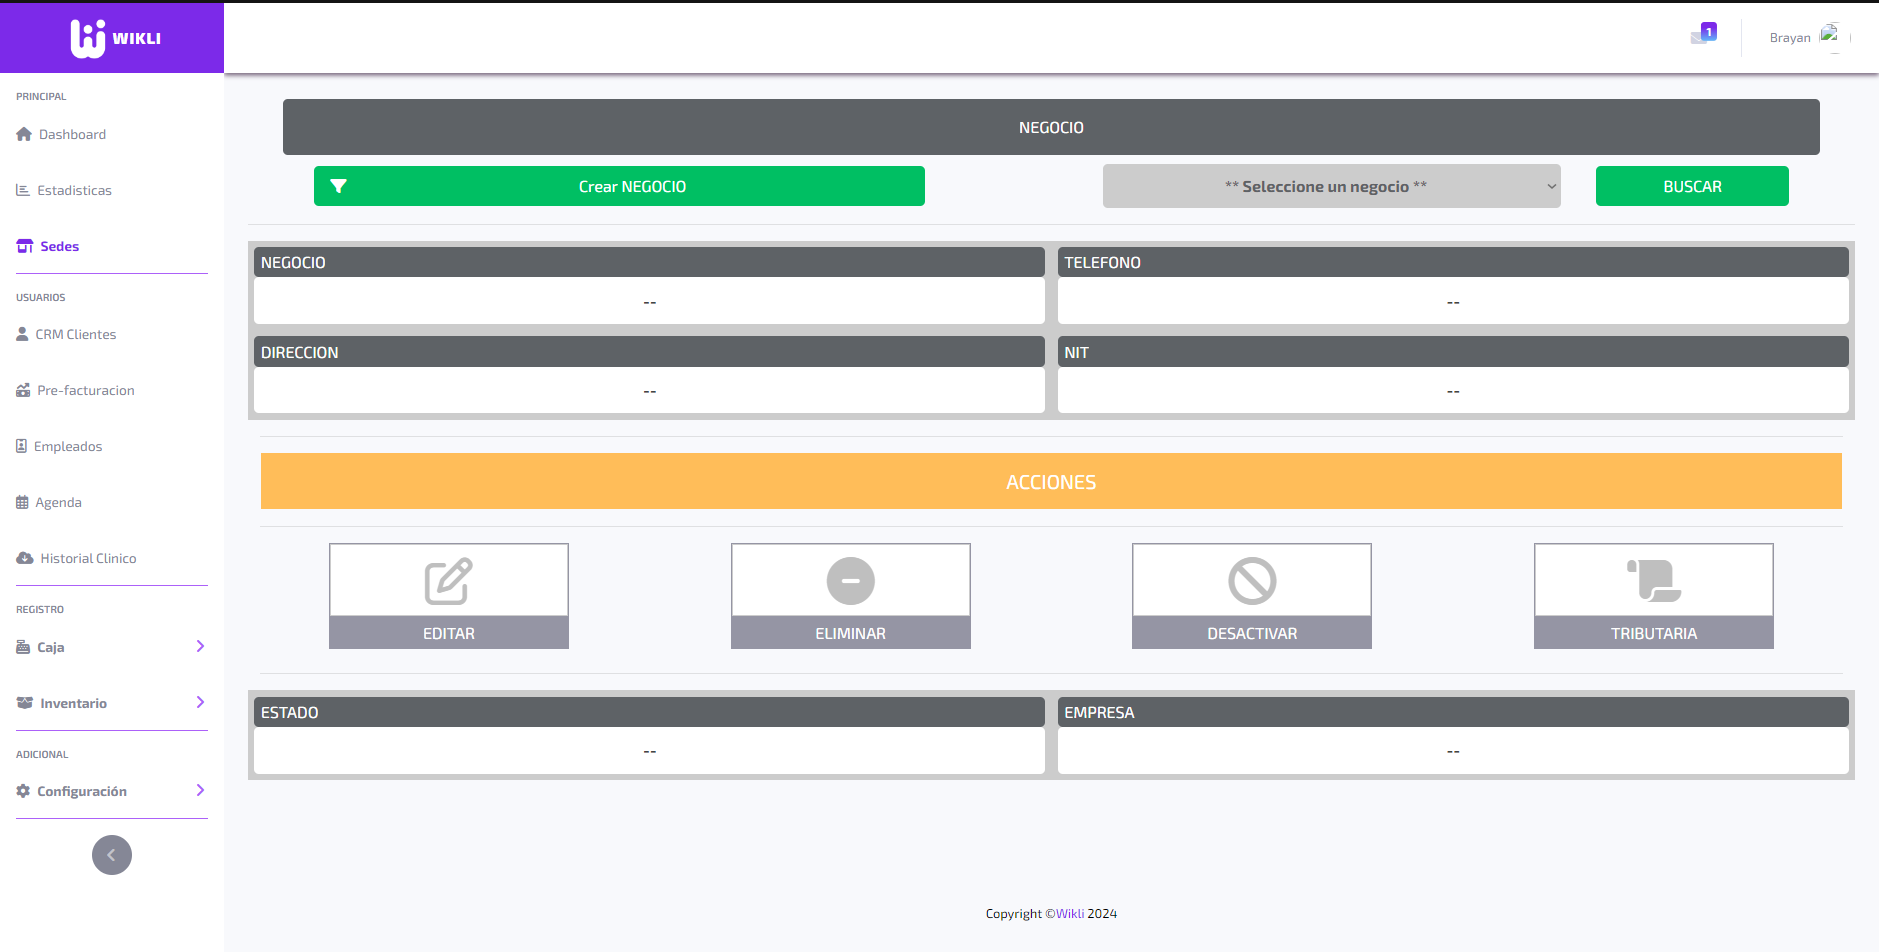 WIKLI
1
Brayan
PRINCIPAL
Dashboard
Estadisticas
Sedes
USUARIOS
CRM Clientes
Pre-facturacion
Empleados
Agenda
Historial Clinico
REGISTRO
Caja
Inventario
ADICIONAL
Configuración
NEGOCIO
Crear NEGOCIO
** Seleccione un negocio **
BUSCAR
NEGOCIO
--
TELEFONO
--
DIRECCION
--
NIT
--
ACCIONES
EDITAR
ELIMINAR
DESACTIVAR
TRIBUTARIA
ESTADO
--
EMPRESA
--
Copyright ©Wikli 2024